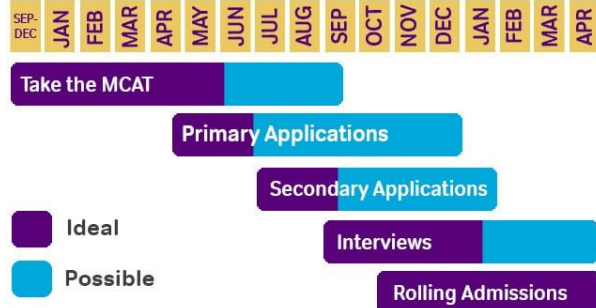 SEP-
DEC
JAN
FEB
MAR
APR
MAY
JUN
JUL
AUG
SEP
OCT
NOV
DEC
JAN
FEB
MAR
APR
Take the MCAT
Primary Applications
Secondary Applications
Ideal
Interviews
Possible
Rolling Admissions